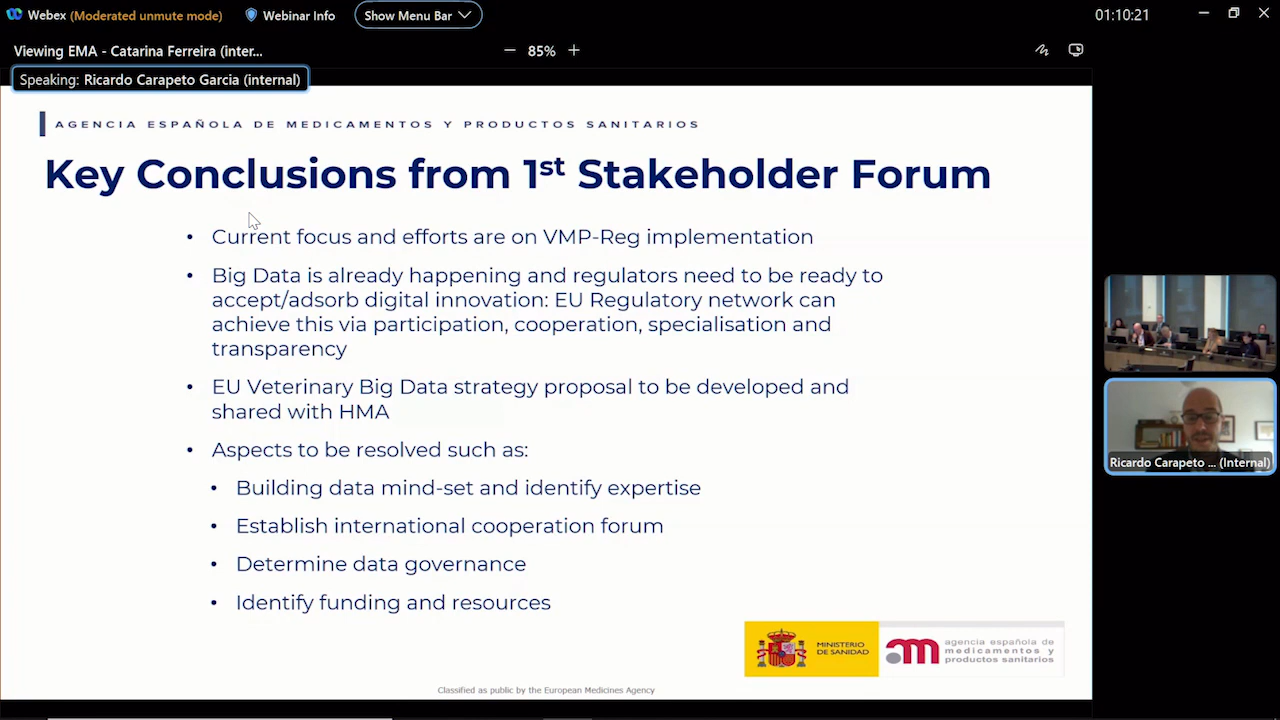 Webex (Moderated unmute mode) Webinar Info Show Menu Bar 01:10:21
Viewing EMA - Catarina Ferreira (inter... 85%
Speaking: Ricardo Carapeto Garcia (internal)
AGENCIA ESPAÑOLA DE MEDICAMENTOS Y PRODUCTOS SANITARIOS
Key Conclusions from 1st Stakeholder Forum
• Current focus and efforts are on VMP-Reg implementation
• Big Data is already happening and regulators need to be ready to
accept/adsorb digital innovation: EU Regulatory network can
achieve this via participation, cooperation, specialisation and
transparency
• EU Veterinary Big Data strategy proposal to be developed and
shared with HMA
• Aspects to be resolved such as:
• Building data mind-set and identify expertise
• Establish international cooperation forum
• Determine data governance
• Identify funding and resources
Ricardo Carapeto ... (Internal)
MINISTERIO
DE SANIDAD
am
agencia española de
medicamentos y
productos sanitarios
Classified as public by the European Medicines Agency